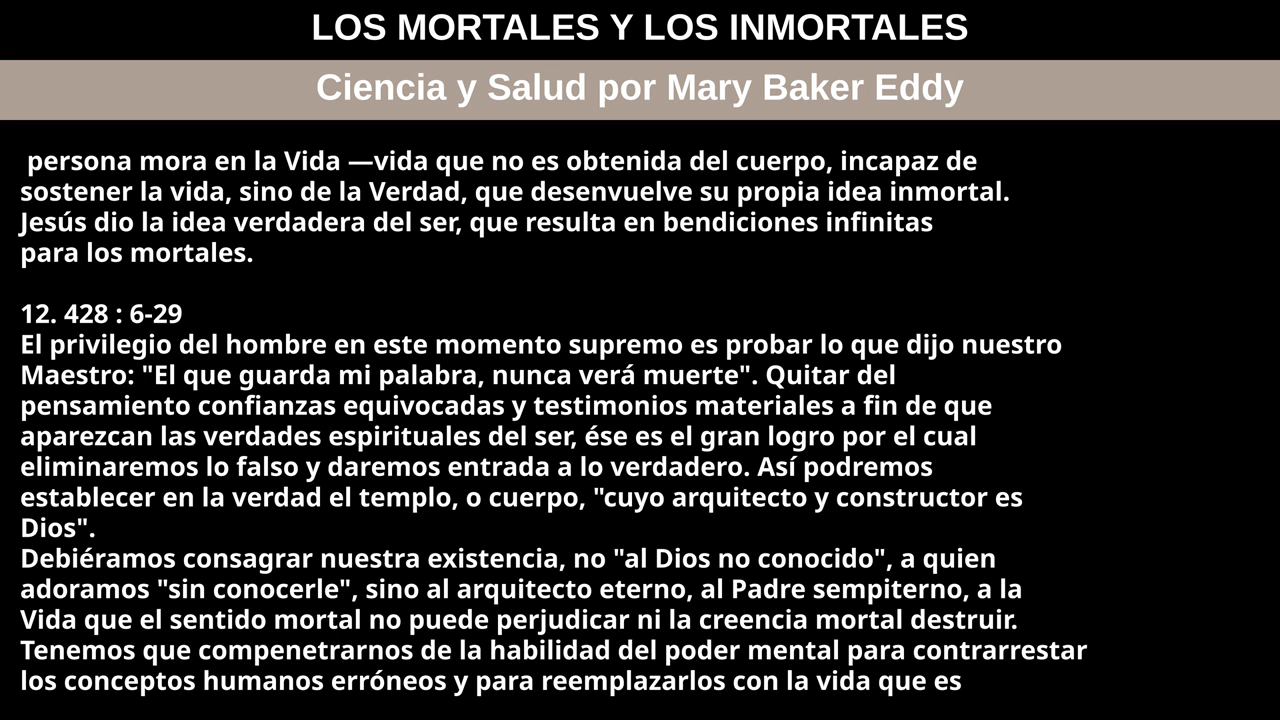 LOS MORTALES Y LOS INMORTALES
Ciencia y Salud por Mary Baker Eddy
persona mora en la Vida —vida que no es obtenida del cuerpo, incapaz de
sostener la vida, sino de la Verdad, que desenvuelve su propia idea inmortal.
Jesús dio la idea verdadera del ser, que resulta en bendiciones infinitas
para los mortales.
12. 428 : 6-29
El privilegio del hombre en este momento supremo es probar lo que dijo nuestro
Maestro: "El que guarda mi palabra, nunca verá muerte". Quitar del
pensamiento confianzas equivocadas y testimonios materiales a fin de que
aparezcan las verdades espirituales del ser, ése es el gran logro por el cual
eliminaremos lo falso y daremos entrada a lo verdadero. Así podremos
establecer en la verdad el templo, o cuerpo, "cuyo arquitecto y constructor es
Dios".
Debiéramos consagrar nuestra existencia, no "al Dios no conocido", a quien
adoramos "sin conocerle", sino al arquitecto eterno, al Padre sempiterno, a la
Vida que el sentido mortal no puede perjudicar ni la creencia mortal destruir.
Tenemos que compenetrarnos de la habilidad del poder mental para contrarrestar
los conceptos humanos erróneos y para reemplazarlos con la vida que es